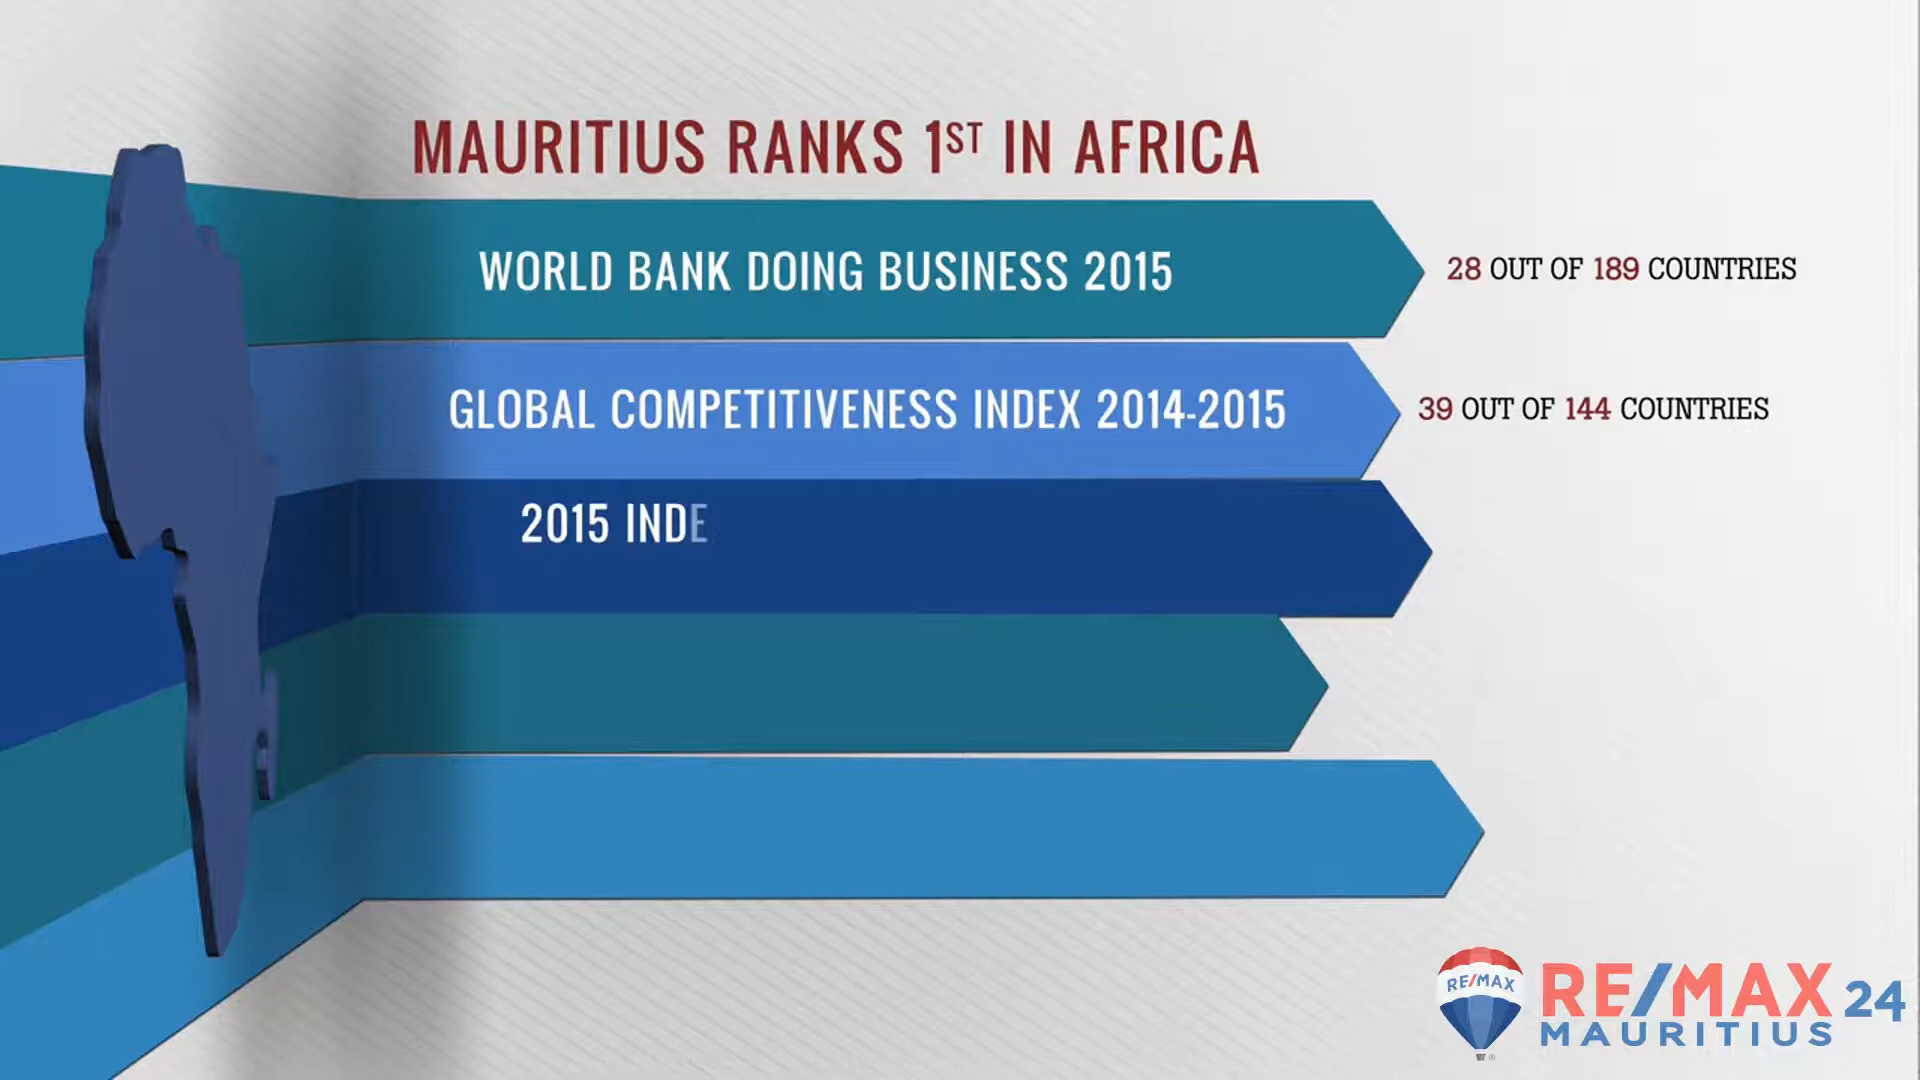 MAURITIUS RANKS 1ST IN AFRICA
WORLD BANK DOING BUSINESS 2015
28 OUT OF 189 COUNTRIES
GLOBAL COMPETITIVENESS INDEX 2014-2015
39 OUT OF 144 COUNTRIES
2015 INDE
RE/MAX
RE/MAX 24
MAURITIUS